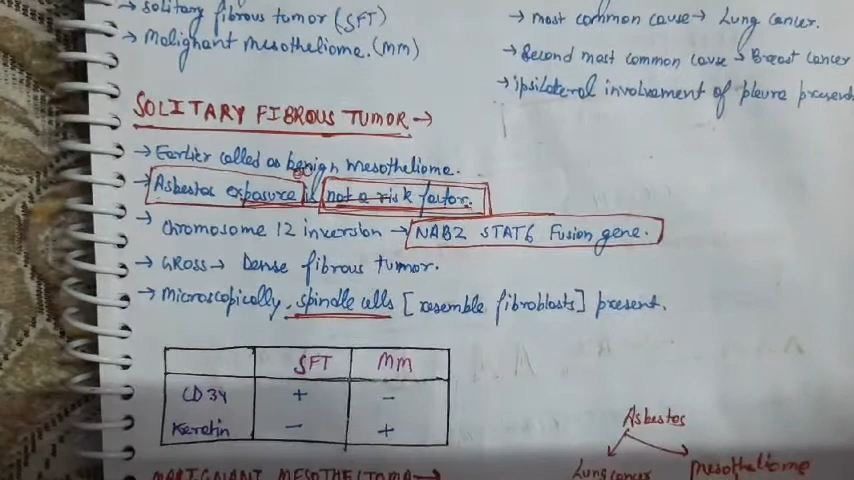 → Solitary fibrous tumor (SFT)
→ Malignant mesothelioma. (MM)
→ most common cause → Lung cancer.
→ Second most common cause → Breast cancer
→ ipsilateral involvement of pleura present
SOLITARY FIBROUS TUMOR →
→ Earlier called as benign mesothelioma.
→ Asbestos exposure is not a risk factor.
→ Chromosome 12 inversion → NAB2 STAT6 Fusion gene.
→ GROSS → Dense fibrous tumor.
→ Microscopically, spindle cells [resemble fibroblasts] present.
SFT MM
CD34 + -
Keratin - +
Asbestos
Lung cancer mesothelioma
MALIGNANT MESOTHELIOMA →